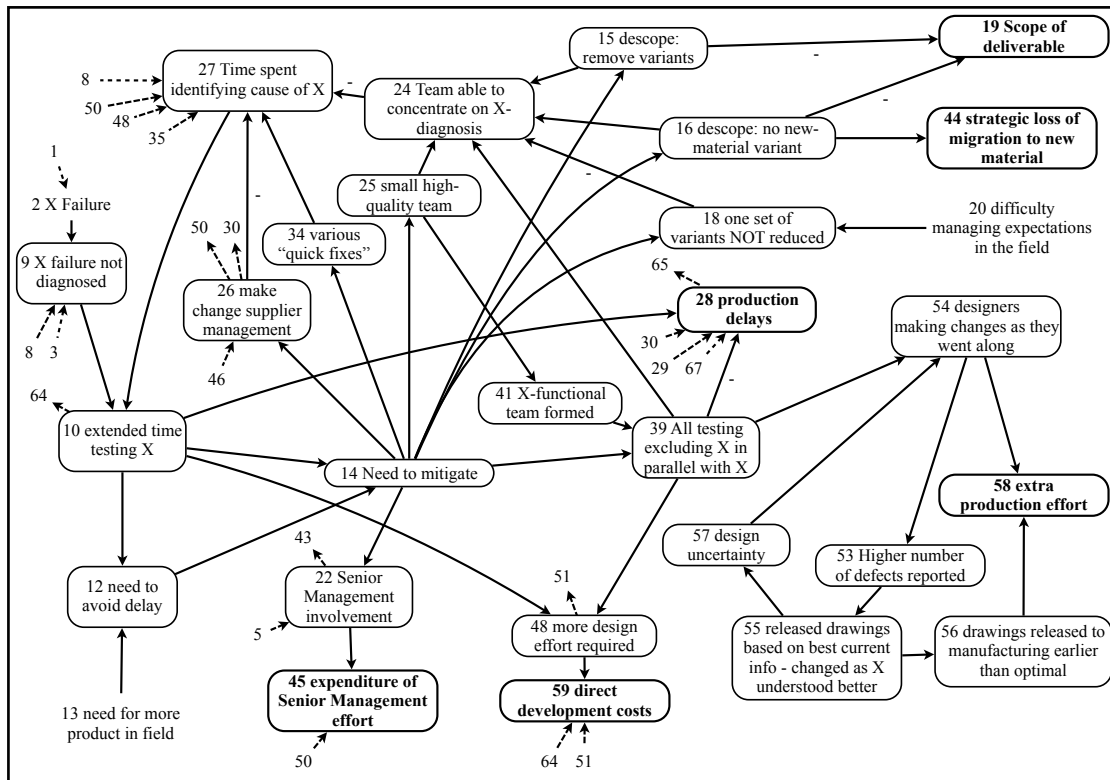 27 Time spent
identifying cause of X
8
50
48
35
-
24 Team able to
concentrate on X-
diagnosis
15 descope:
remove variants
-
19 Scope of
deliverable
-
16 descope: no new-
material variant
44 strategic loss of
migration to new
material
1
2 X Failure
9 X failure not
diagnosed
8
3
-
50
30
34 various
“quick fixes”
25 small high-
quality team
-
18 one set of
variants NOT reduced
20 difficulty
managing expectations
in the field
26 make
change supplier
management
46
65
28 production
delays
30
29
67
-
54 designers
making changes as they
went along
64
10 extended time
testing X
14 Need to mitigate
41 X-functional
team formed
39 All testing
excluding X in
parallel with X
58 extra
production effort
57 design
uncertainty
53 Higher number
of defects reported
12 need to
avoid delay
43
22 Senior
Management
involvement
5
51
48 more design
effort required
55 released drawings
based on best current
info - changed as X
understood better
56 drawings released to
manufacturing earlier
than optimal
13 need for more
product in field
45 expenditure of
Senior Management
effort
50
59 direct
development costs
64
51